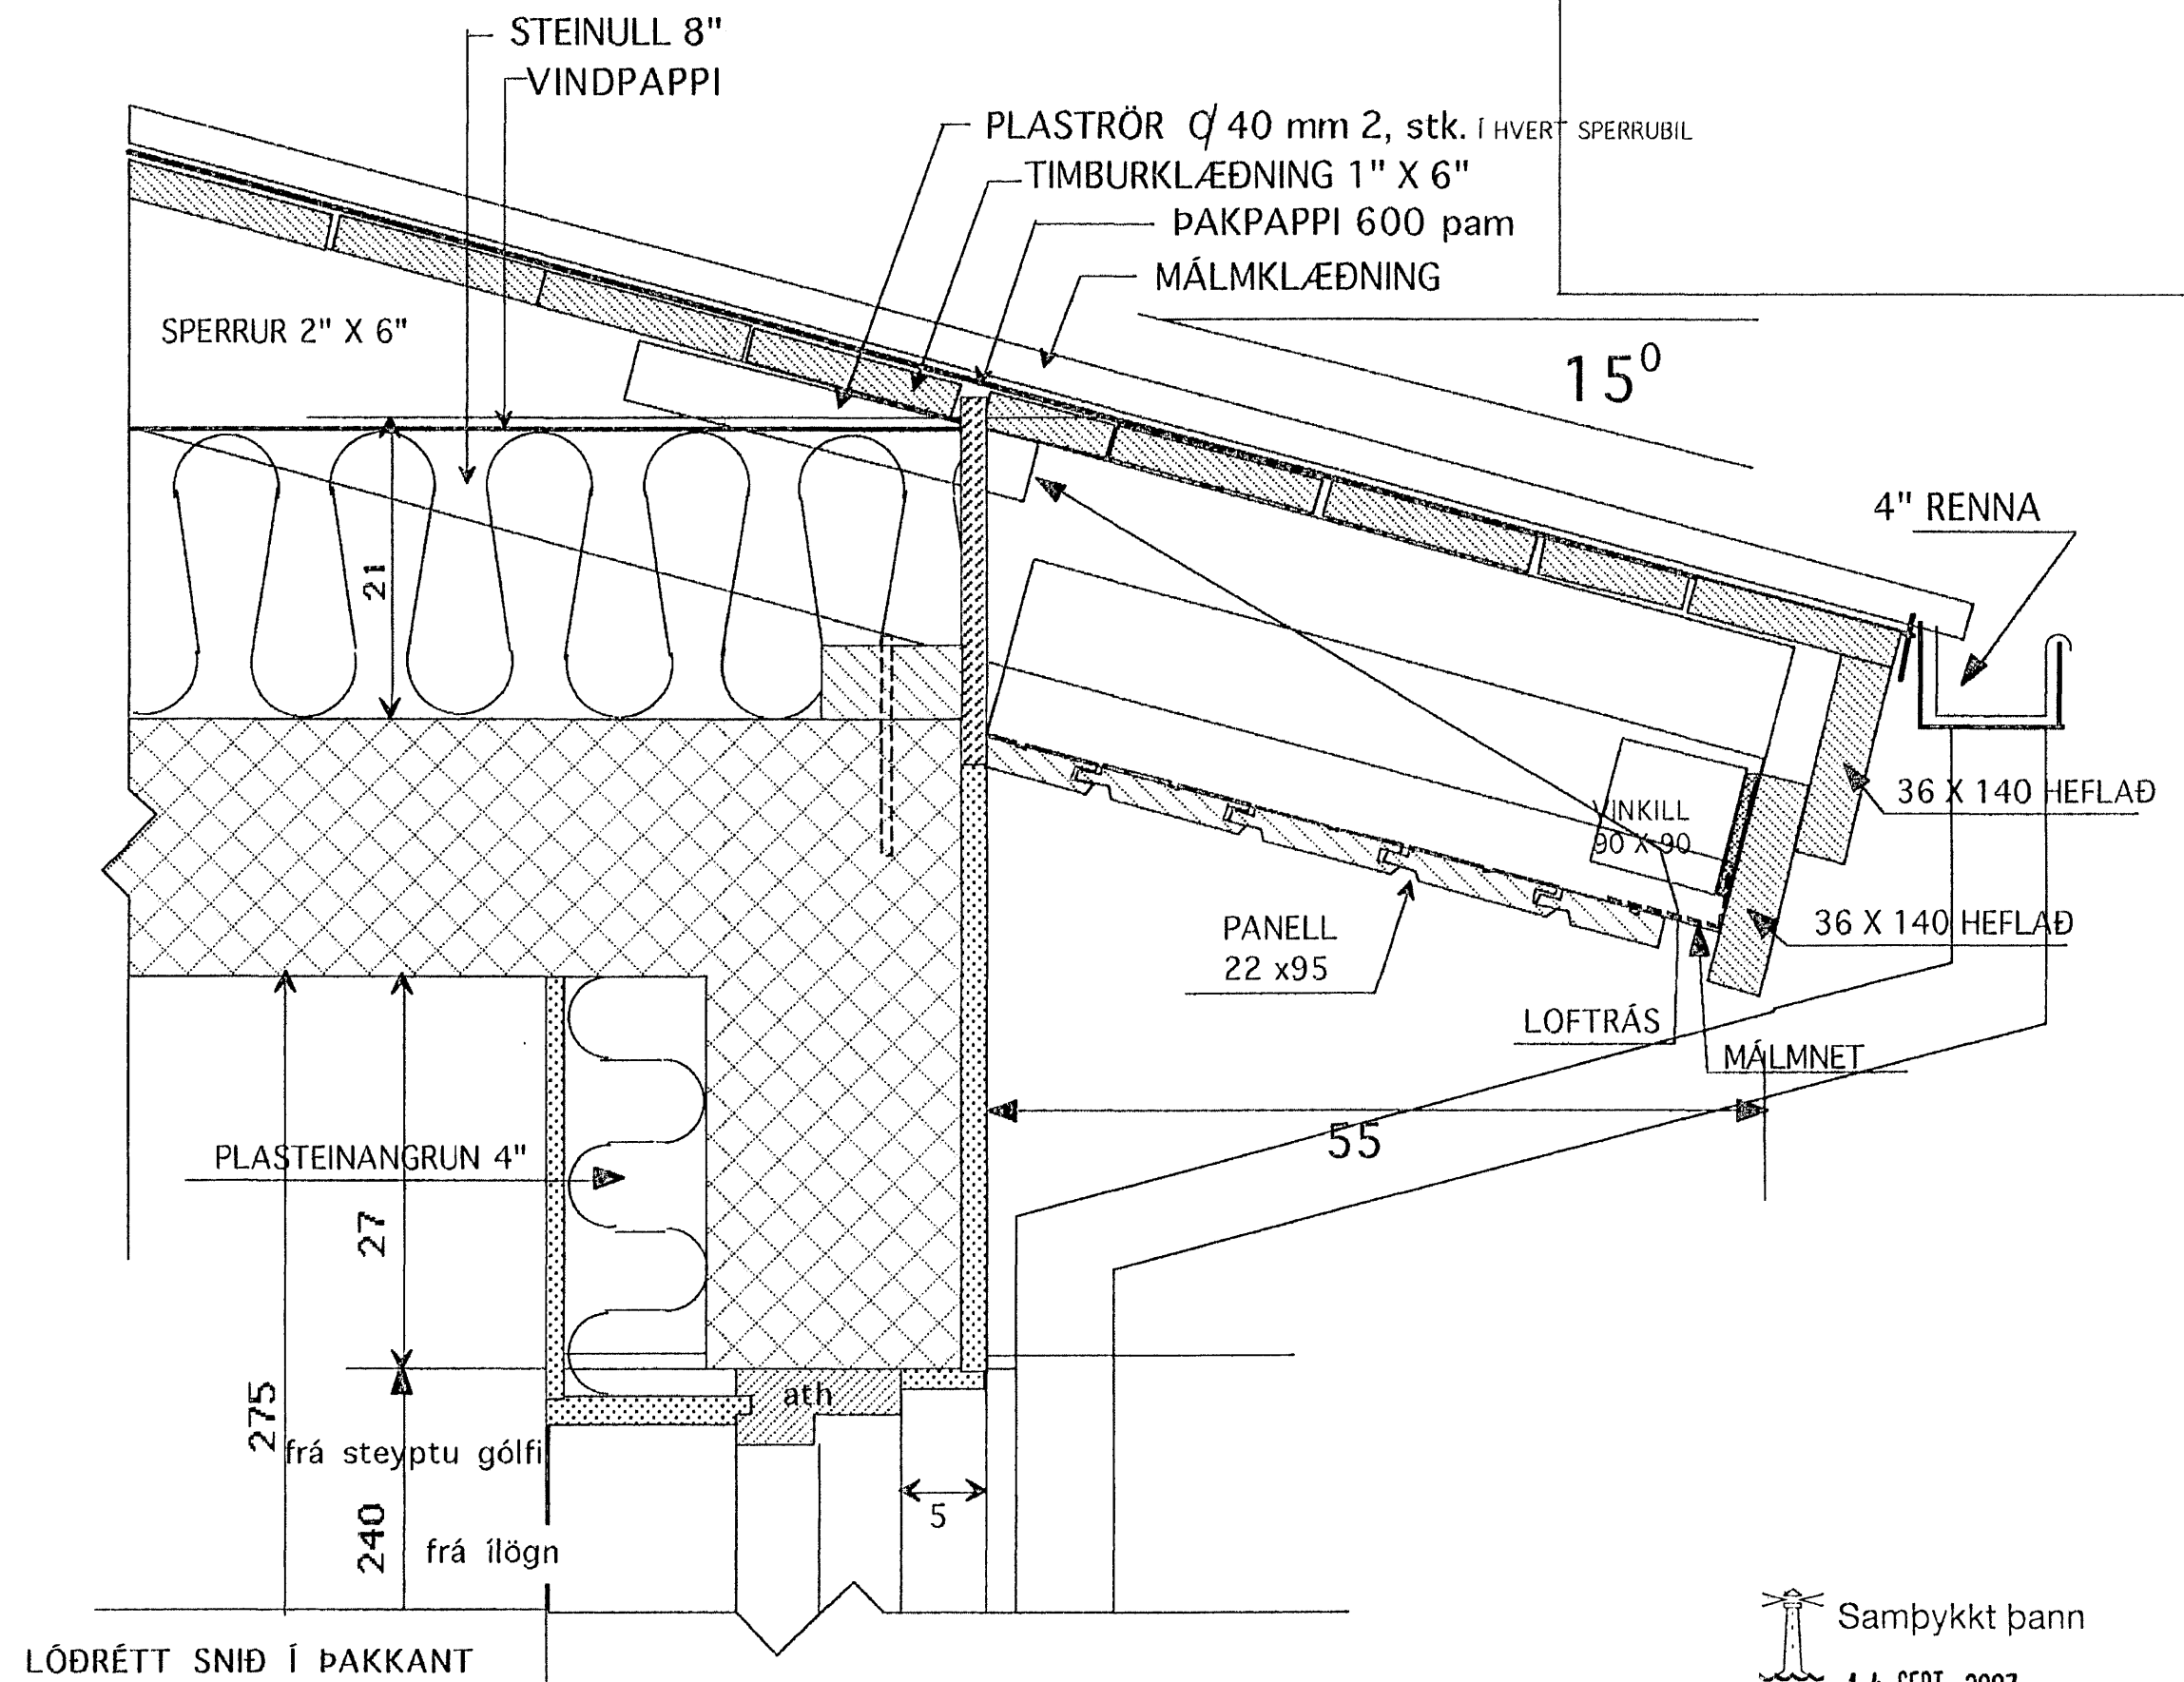 STEINULL 8"
VINDPAPPI
PLASTRÖR Ø 40 mm 2, stk. Í HVERT SPERRUBIL
TIMBURKLÆÐNING 1" X 6"
ÞAKPAPPI 600 pam
MÁLMKLÆÐNING
SPERRUR 2" X 6"
15⁰
4" RENNA
21
VINKILL
90 X 90
36 X 140 HEFLAÐ
36 X 140 HEFLAÐ
PANELL
22 x95
LOFTRÁS
MÁLMNET
55
PLASTEINANGRUN 4"
27
275
ath
frá steyptu gólfi
240
frá ílögn
5
LÓÐRÉTT SNIÐ Í ÞAKKANT
Samþykkt þann
SEPT. 2007